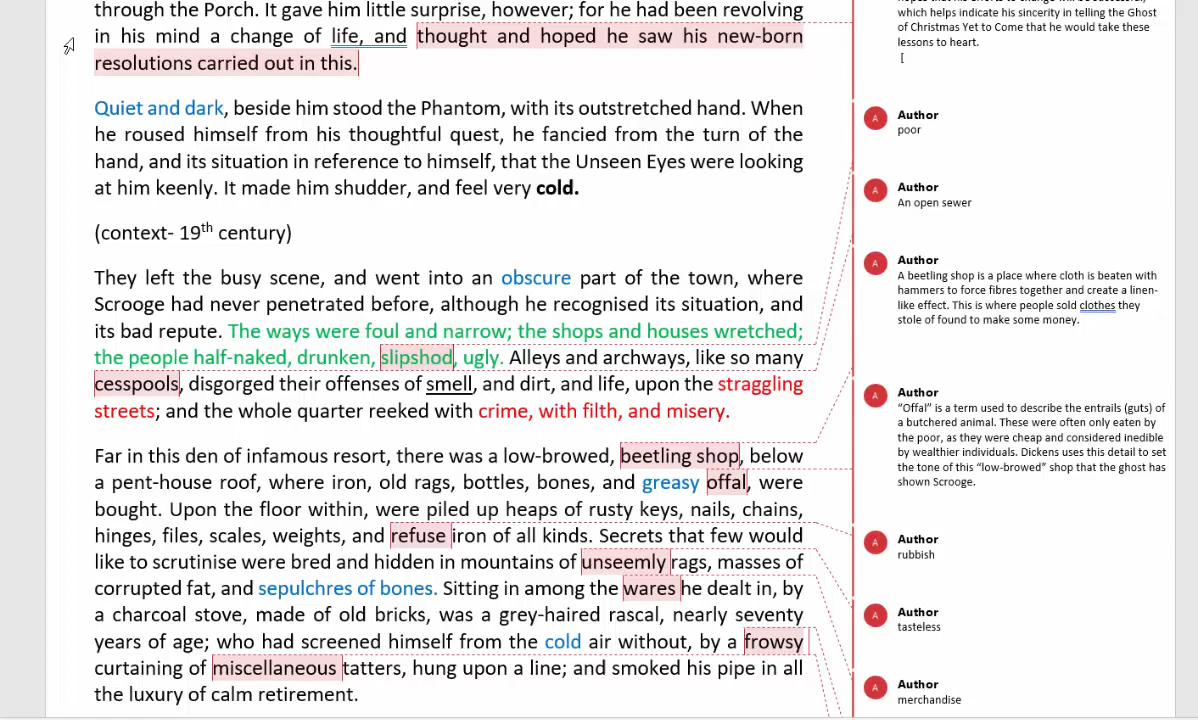 through the Porch. It gave him little surprise, however; for he had been revolving
in his mind a change of life, and thought and hoped he saw his new-born
resolutions carried out in this.
Quiet and dark, beside him stood the Phantom, with its outstretched hand. When
he roused himself from his thoughtful quest, he fancied from the turn of the
hand, and its situation in reference to himself, that the Unseen Eyes were looking
at him keenly. It made him shudder, and feel very cold.
(context- 19th century)
They left the busy scene, and went into an obscure part of the town, where
Scrooge had never penetrated before, although he recognised its situation, and
its bad repute. The ways were foul and narrow; the shops and houses wretched;
the people half-naked, drunken, slipshod, ugly. Alleys and archways, like so many
cesspools, disgorged their offenses of smell, and dirt, and life, upon the straggling
streets; and the whole quarter reeked with crime, with filth, and misery.
Far in this den of infamous resort, there was a low-browed, beetling shop, below
a pent-house roof, where iron, old rags, bottles, bones, and greasy offal, were
bought. Upon the floor within, were piled up heaps of rusty keys, nails, chains,
hinges, files, scales, weights, and refuse iron of all kinds. Secrets that few would
like to scrutinise were bred and hidden in mountains of unseemly rags, masses of
corrupted fat, and sepulchres of bones. Sitting in among the wares he dealt in, by
a charcoal stove, made of old bricks, was a grey-haired rascal, nearly seventy
years of age; who had screened himself from the cold air without, by a frowsy
curtaining of miscellaneous tatters, hung upon a line; and smoked his pipe in all
the luxury of calm retirement.
which helps indicate his sincerity in telling the Ghost
of Christmas Yet to Come that he would take these
lessons to heart.
[
A Author
poor
A Author
An open sewer
A Author
A beetling shop is a place where cloth is beaten with
hammers to force fibres together and create a linen-
like effect. This is where people sold clothes they
stole of found to make some money.
A Author
“Offal” is a term used to describe the entrails (guts) of
a butchered animal. These were often only eaten by
the poor, as they were cheap and considered inedible
by wealthier individuals. Dickens uses this detail to set
the tone of this “low-browed” shop that the ghost has
shown Scrooge.
A Author
rubbish
A Author
tasteless
A Author
merchandise